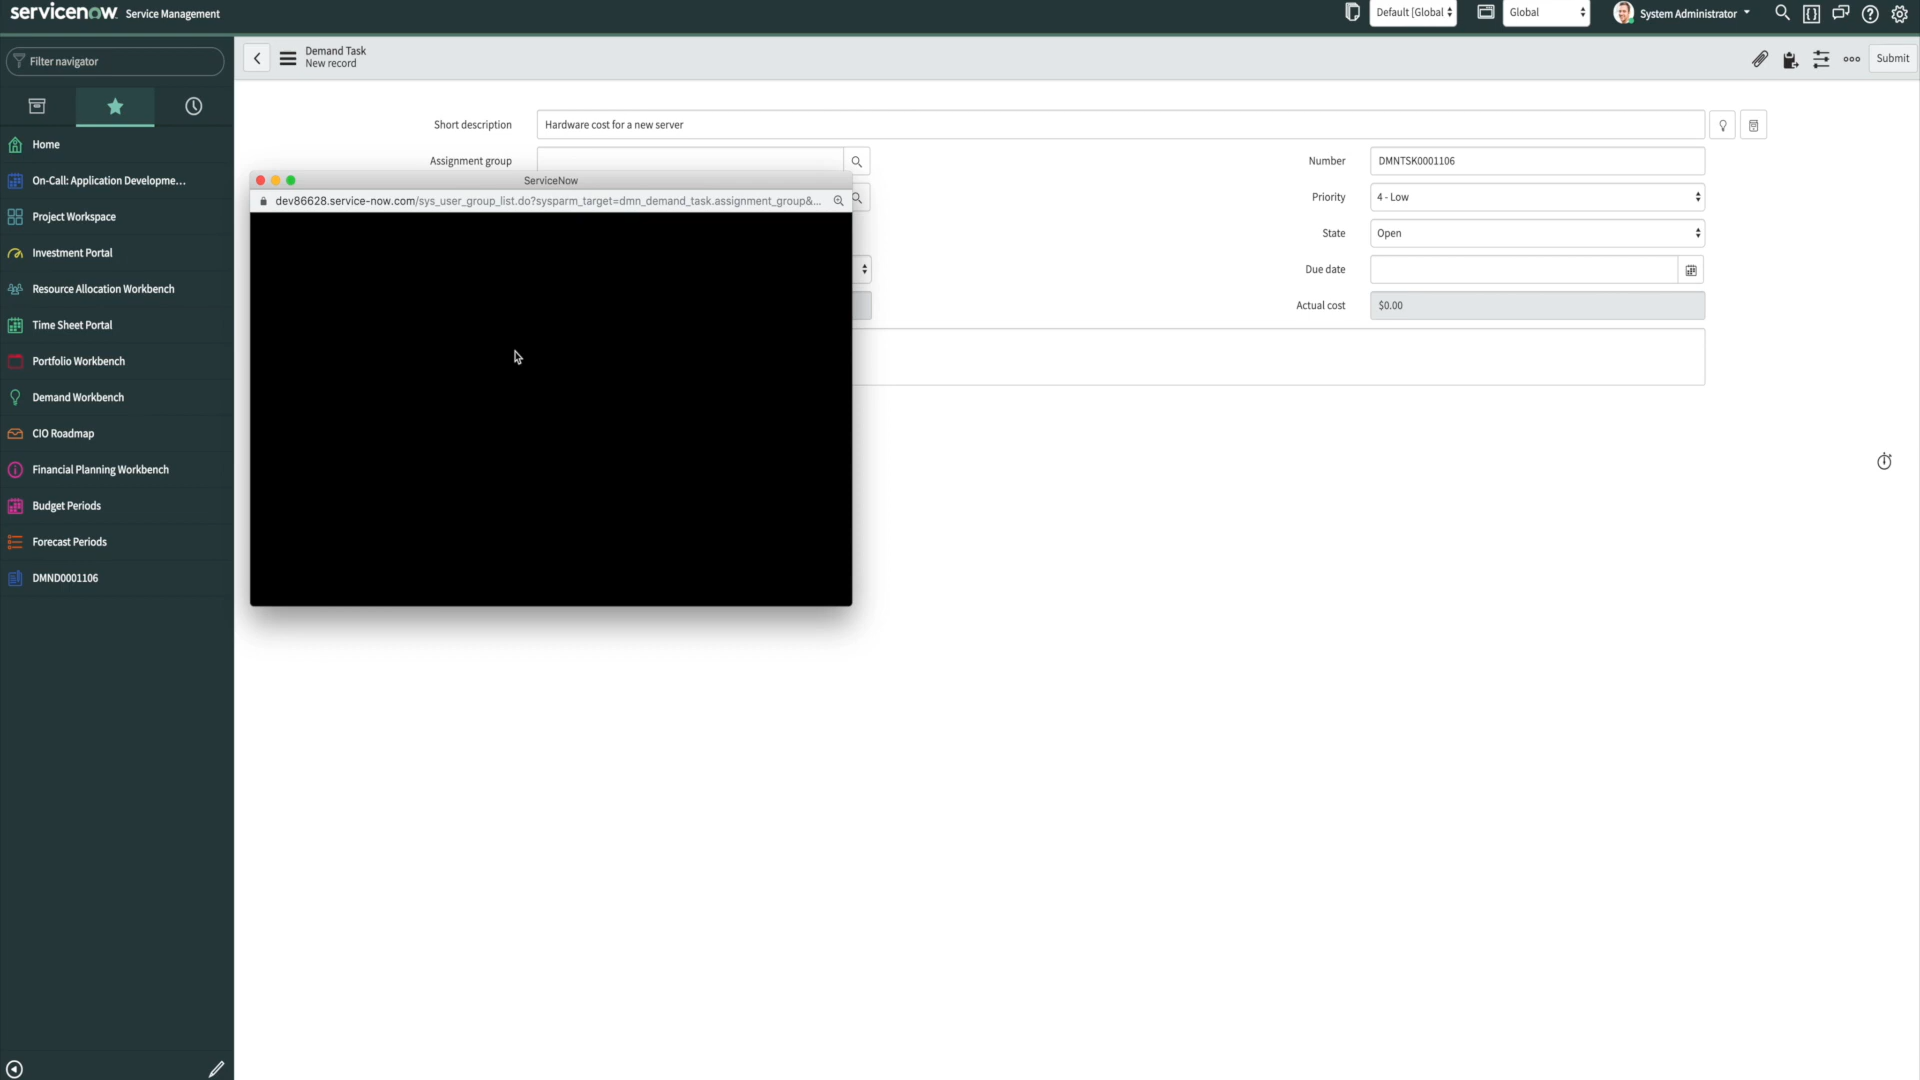 servicenow Service Management
Default [Global
Global
System Administrator
Filter navigator
Demand Task
New record
Submit
Home
On-Call: Application Developme...
Project Workspace
Investment Portal
Resource Allocation Workbench
Time Sheet Portal
Portfolio Workbench
Demand Workbench
CIO Roadmap
Financial Planning Workbench
Budget Periods
Forecast Periods
DMND0001106
Short description
Hardware cost for a new server
Assignment group
Number
DMNTSK0001106
Priority
4 - Low
State
Open
Due date
Actual cost
$0.00
ServiceNow
dev86628.service-now.com/sys_user_group_list.do?sysparm_target=dmn_demand_task.assignment_group&...